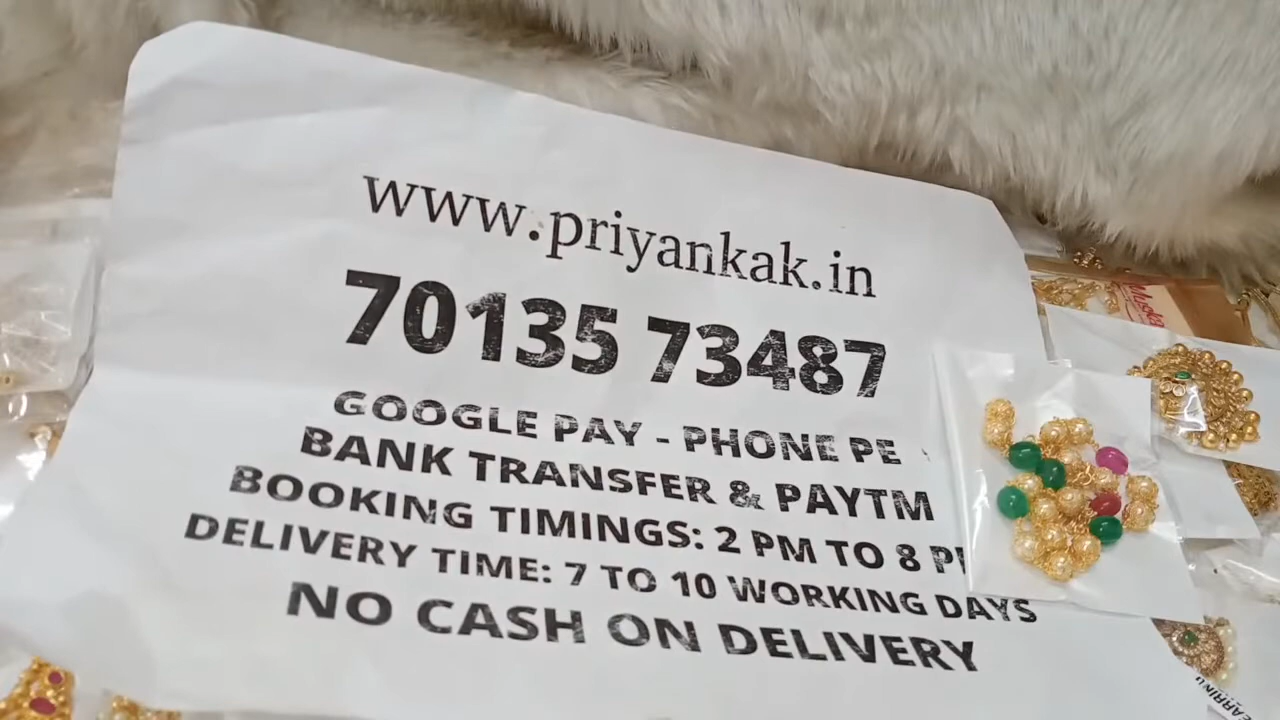 www.priyankak.in
70135 73487
GOOGLE PAY - PHONE PE
BANK TRANSFER & PAYTM
BOOKING TIMINGS: 2 PM TO 8
DELIVERY TIME: 7 TO 10 WORKING DAYS
NO CASH ON DELIVERY